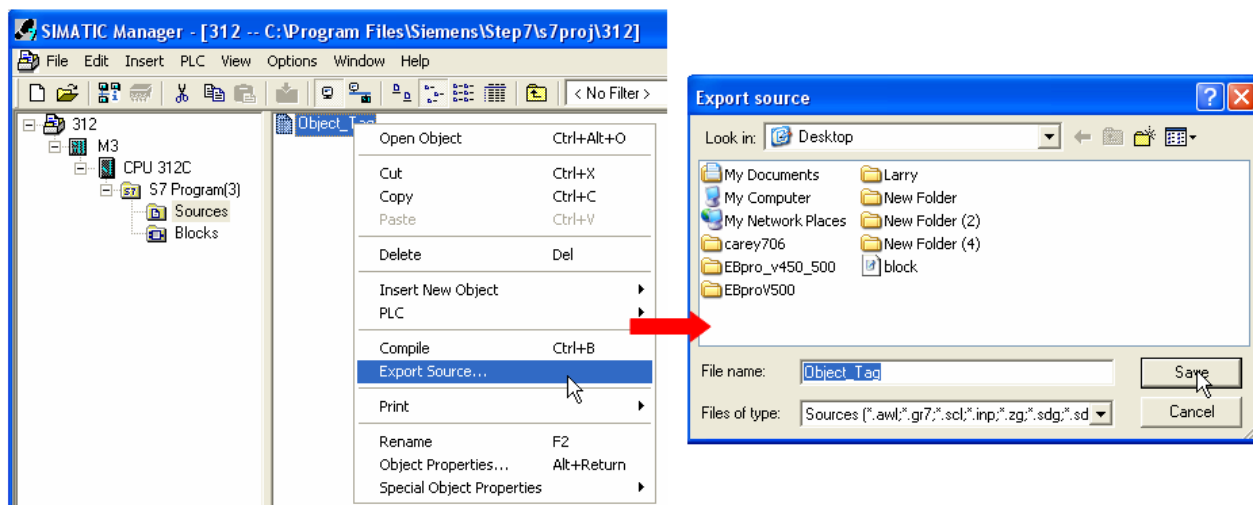 SIMATIC Manager - [312 -- C:\Program Files\Siemens\Step7\s7proj\312]
File Edit Insert PLC View Options Window Help
< No Filter >
312
M3
CPU 312C
S7 Program(3)
Sources
Blocks
Object_Tag
Open Object Ctrl+Alt+O
Cut Ctrl+X
Copy Ctrl+C
Paste Ctrl+V
Delete Del
Insert New Object
PLC
Compile Ctrl+B
Export Source...
Print
Rename F2
Object Properties... Alt+Return
Special Object Properties
Export source
Look in: Desktop
My Documents
My Computer
My Network Places
carey706
EBpro_v450_500
EBproV500
Larry
New Folder
New Folder (2)
New Folder (4)
block
File name: Object_Tag
Save
Files of type: Sources (*.awl;*.gr7;*.scl;*.inp;*.zg;*.sdg;*.sd
Cancel